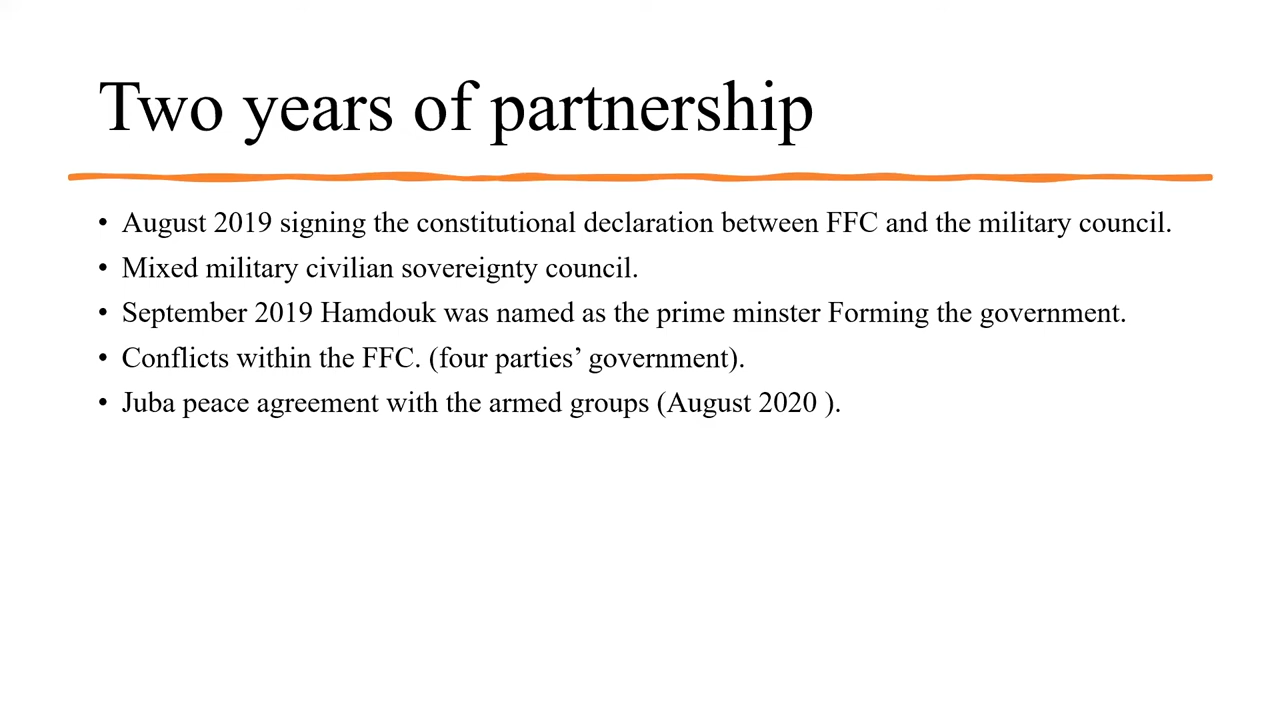 Two years of partnership
• August 2019 signing the constitutional declaration between FFC and the military council.
• Mixed military civilian sovereignty council.
• September 2019 Hamdouk was named as the prime minster Forming the government.
• Conflicts within the FFC. (four parties’ government).
• Juba peace agreement with the armed groups (August 2020 ).